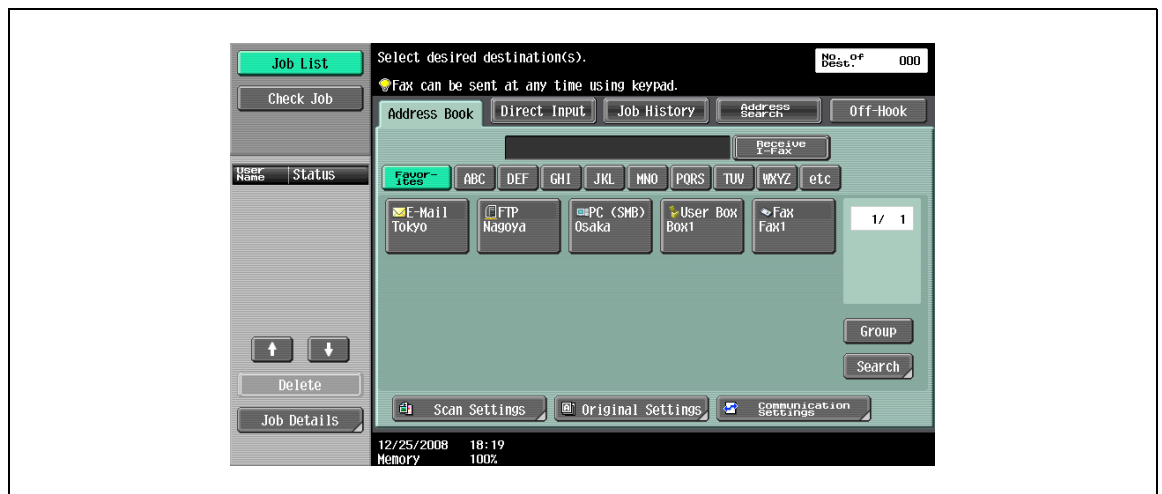 Job List
Check Job
User Name
Status
Delete
Job Details
Select desired destination(s).
No. of Dest. 000
Fax can be sent at any time using keypad.
Address Book
Direct Input
Job History
Address Search
Off-Hook
Receive I-Fax
Favor-ites
ABC
DEF
GHI
JKL
MNO
PQRS
TUV
WXYZ
etc
E-Mail
Tokyo
FTP
Nagoya
PC (SMB)
Osaka
User Box
Box1
Fax
Fax1
1/ 1
Group
Search
Scan Settings
Original Settings
Communication Settings
12/25/2008 18:19
Memory 100%